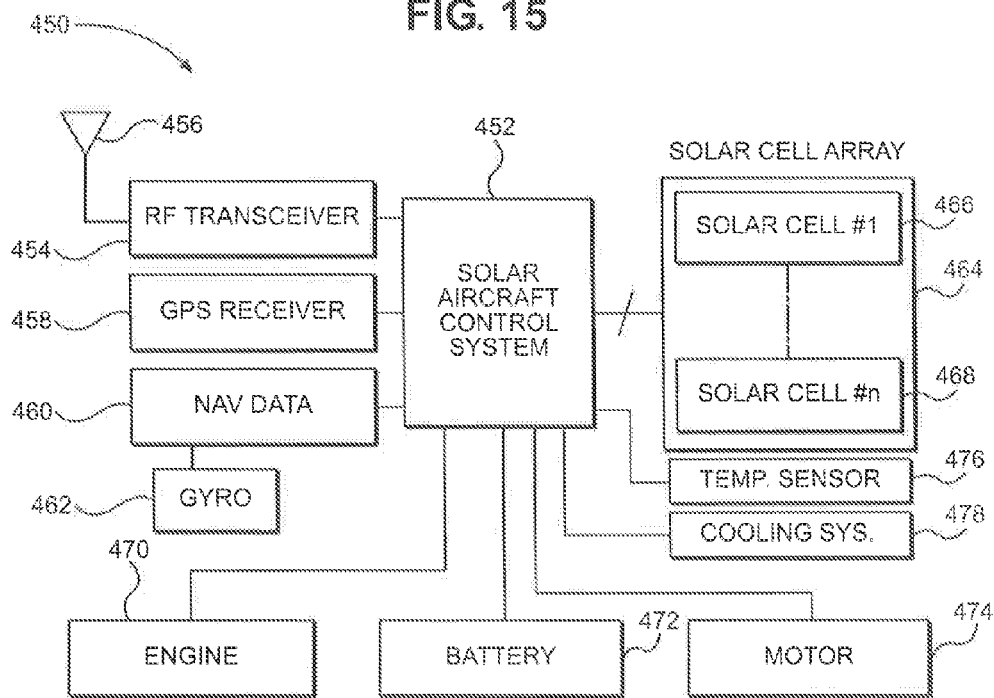 FIG. 15
450
456
452
SOLAR CELL ARRAY
RF TRANSCEIVER
454
SOLAR CELL #1
466
464
GPS RECEIVER
458
SOLAR
AIRCRAFT
CONTROL
SYSTEM
NAV DATA
460
SOLAR CELL #n
468
GYRO
462
TEMP. SENSOR
476
COOLING SYS.
478
470
ENGINE
BATTERY
472
MOTOR
474